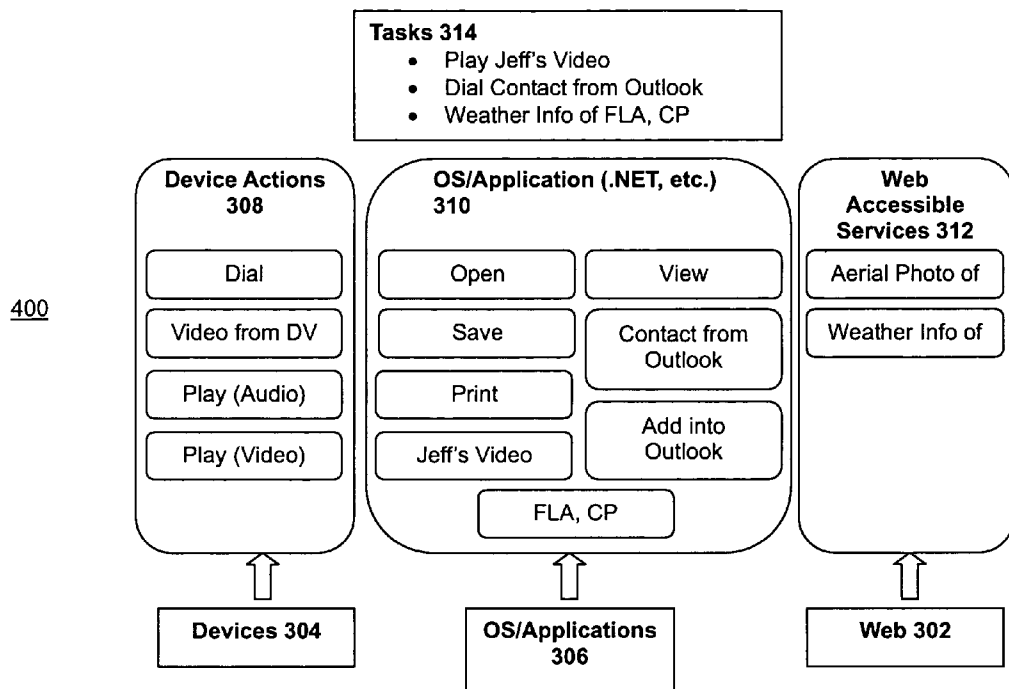 Tasks 314
• Play Jeff's Video
• Dial Contact from Outlook
• Weather Info of FLA, CP
400
Device Actions
308
Dial
Video from DV
Play (Audio)
Play (Video)
OS/Application (.NET, etc.)
310
Open
Save
Print
Jeff's Video
View
Contact from
Outlook
Add into
Outlook
FLA, CP
Web
Accessible
Services 312
Aerial Photo of
Weather Info of
Devices 304
OS/Applications
306
Web 302